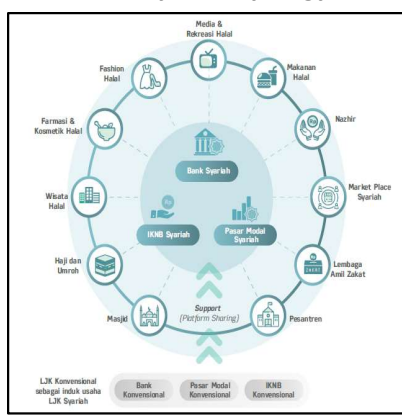 Media &
Rekreasi Halal
Fashion
Halal
Makanan
Halal
Farmasi &
Kosmetik Halal
Nazhir
Bank Syariah
Wisata
Halal
Market Place
Syariah
IKNB Syariah
Pasar Modal
Syariah
Haji dan
Umroh
Lembaga
Amil Zakat
Masjid
Support
(Platform Sharing)
Pesantren
LJK Konvensional
sebagai induk usaha
LJK Syariah
Bank
Konvensional
Pasar Modal
Konvensional
IKNB
Konvensional